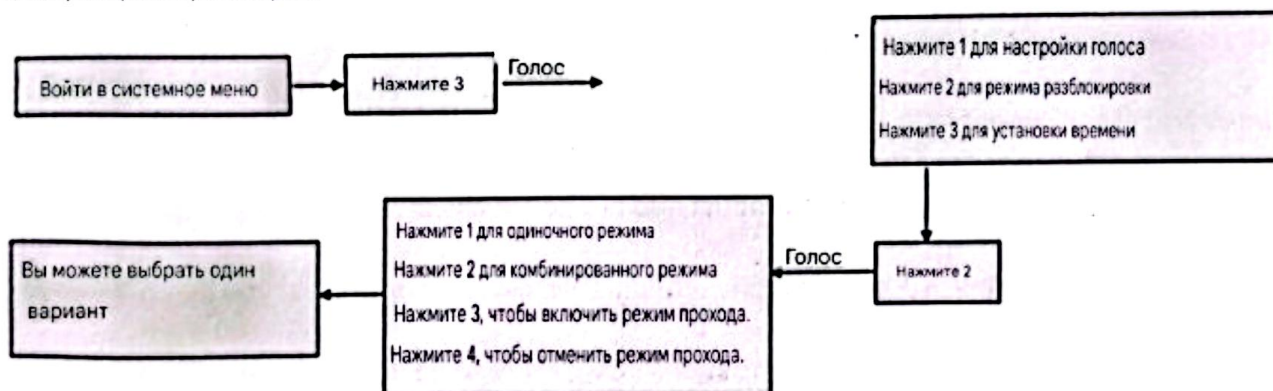 Войти в системное меню
Нажмите 3
Голос
Нажмите 1 для настройки голоса
Нажмите 2 для режима разблокировки
Нажмите 3 для установки времени
Нажмите 2
Голос
Нажмите 1 для одиночного режима
Нажмите 2 для комбинированного режима
Нажмите 3, чтобы включить режим прохода.
Нажмите 4, чтобы отменить режим прохода.
Вы можете выбрать один
вариант